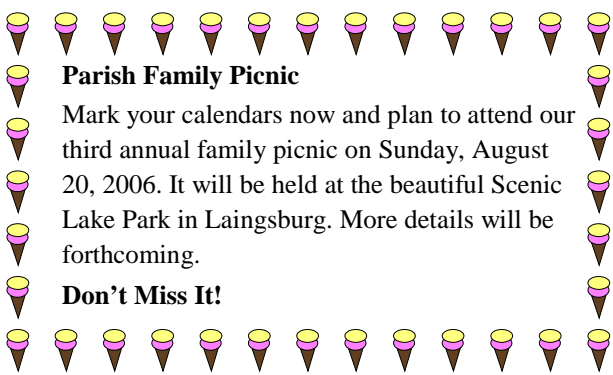 Parish Family Picnic
Mark your calendars now and plan to attend our
third annual family picnic on Sunday, August
20, 2006. It will be held at the beautiful Scenic
Lake Park in Laingsburg. More details will be
forthcoming.
Don’t Miss It!